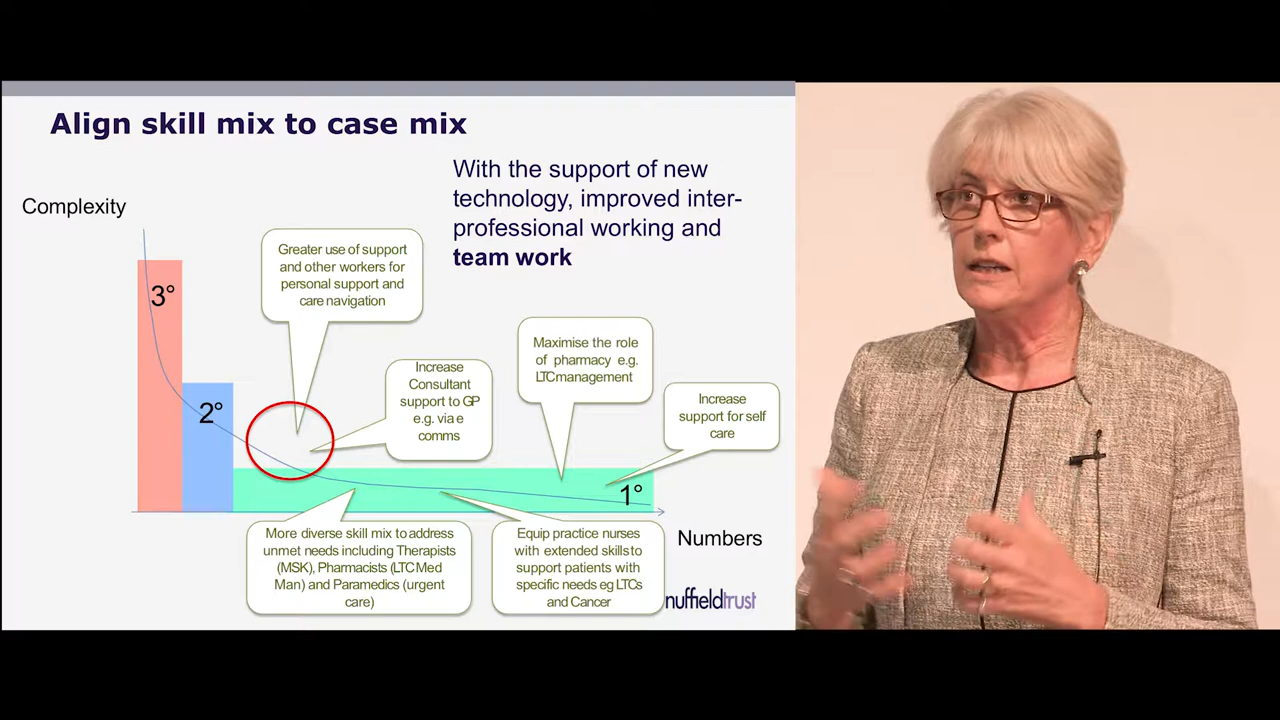 Align skill mix to case mix
With the support of new
technology, improved inter-
professional working and
team work
Complexity
Greater use of support
and other workers for
personal support and
care navigation
3°
Maximise the role
of pharmacy e.g.
LTC management
Increase
Consultant
support to GP
e.g. via e
comms
Increase
support for self
care
2°
1°
More diverse skill mix to address
unmet needs including Therapists
(MSK), Pharmacists (LTC Med
Man) and Paramedics (urgent
care)
Equip practice nurses
with extended skills to
support patients with
specific needs eg LTCs
and Cancer
Numbers
nuffieldtrust